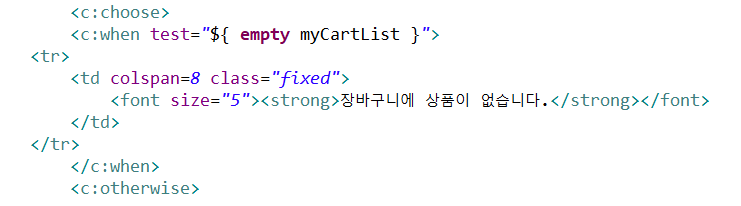 <c:choose>
<c:when test="${ empty myCartList }">
<tr>
<td colspan=8 class="fixed">
<font size="5"><strong>장바구니에 상품이 없습니다.</strong></font>
</td>
</tr>
</c:when>
<c:otherwise>